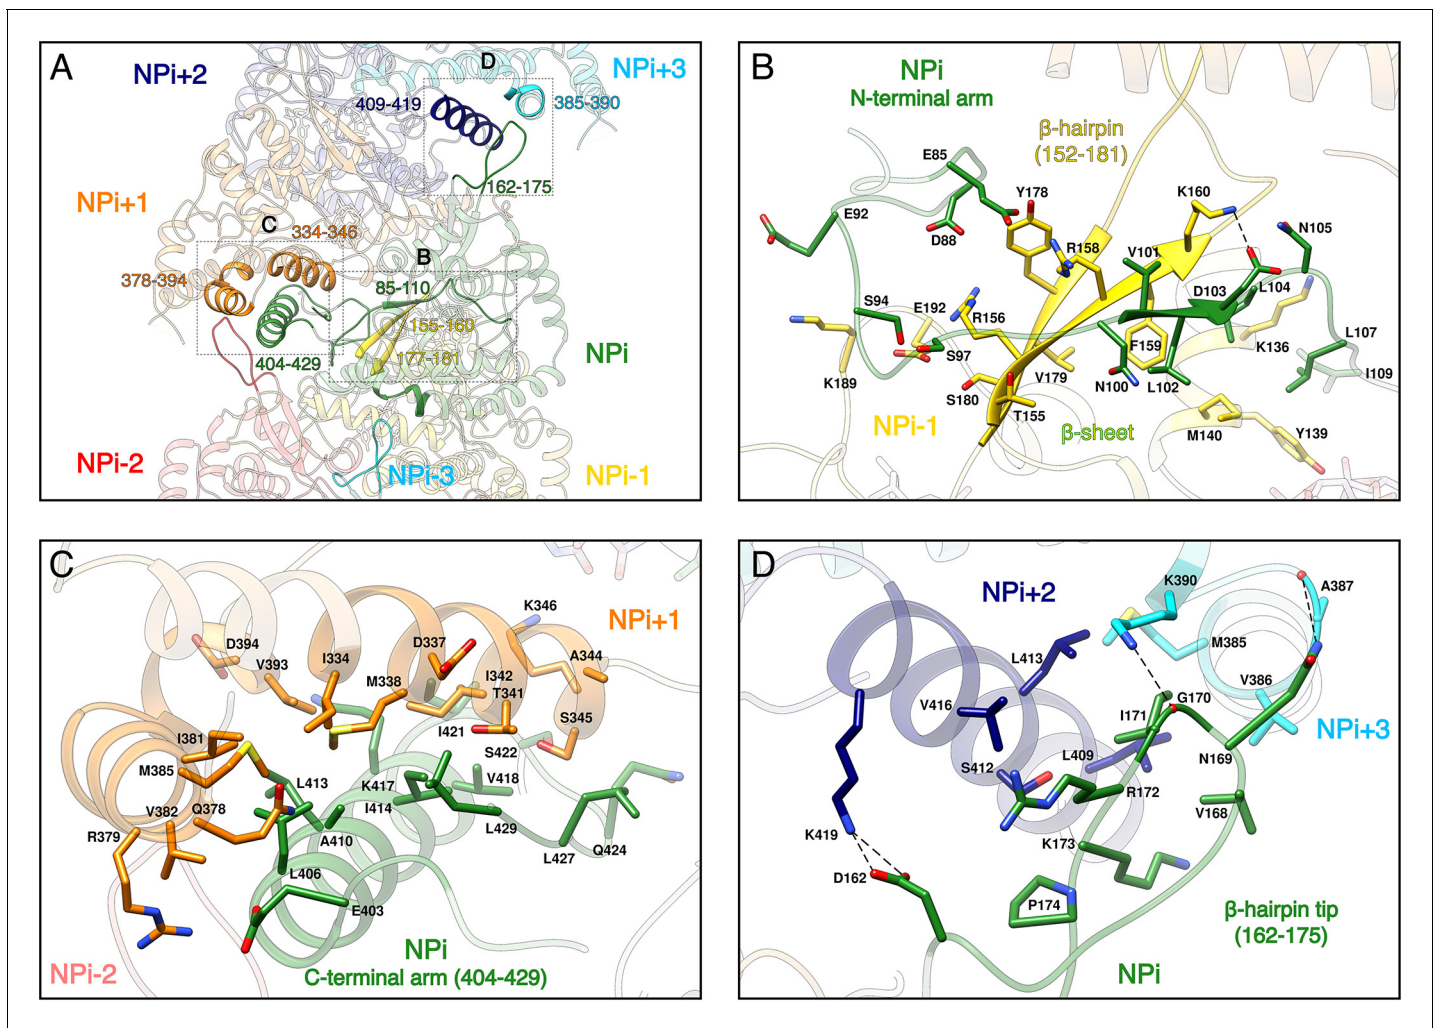 A
NPi+2
D
NPi+3
409-419
385-390
162-175
NPi+1
C
334-346
378-394
B
85-110
155-160
177-181
404-429
NPi
NPi-2
NPi-3
NPi-1
B
NPi
N-terminal arm
β-hairpin
(152-181)
E85
Y178
K160
E92
D88
R158
V101
N105
D103
L104
S94
E192
R156
S97
F159
K136
L107
I109
K189
V179
N100
L102
S180
T155
NPi-1
β-sheet
M140
Y139
C
K346
NPi+1
D394
I334
D337
V393
M338
I342
A344
T341
S345
I381
I421
S422
M385
L413
K417
V418
V382
Q378
I414
R379
A410
L429
L427
Q424
L406
E403
NPi
C-terminal arm (404-429)
NPi-2
D
NPi+2
K390
A387
L413
M385
V386
V416
G170
I171
NPi+3
S412
L409
N169
R172
V168
K419
K173
D162
P174
β-hairpin tip
(162-175)
NPi